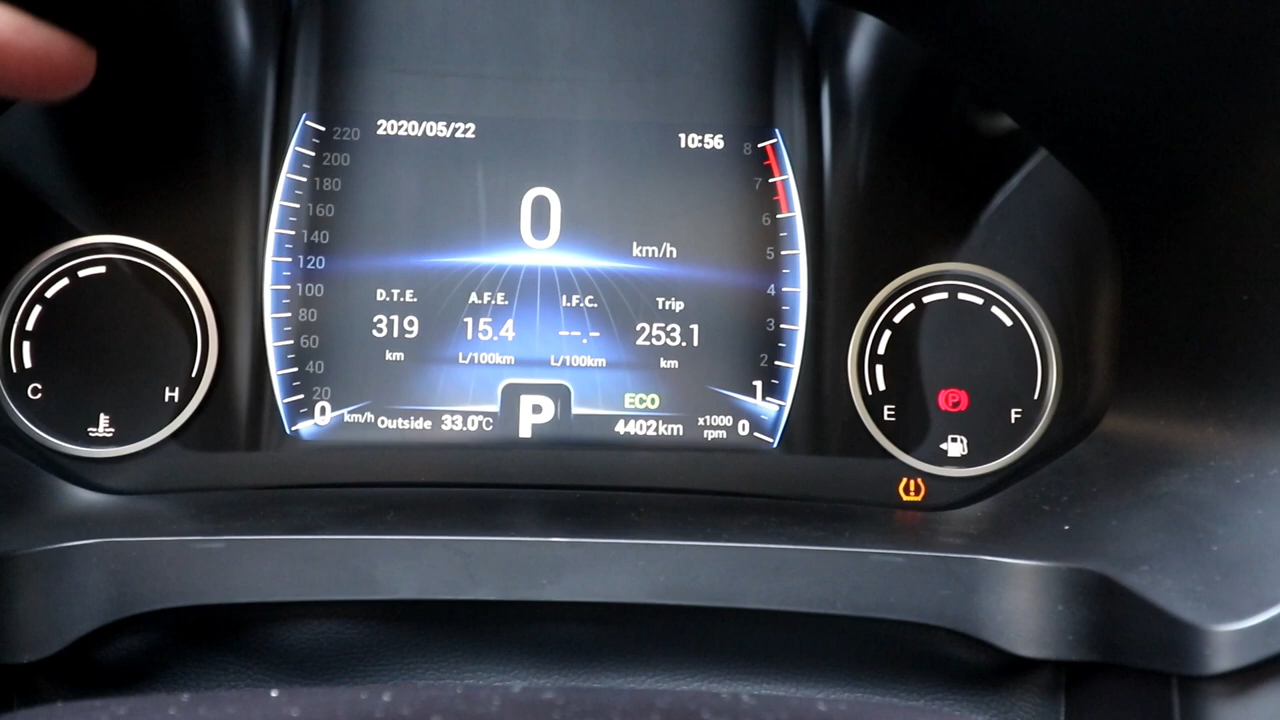 2020/05/22 10:56
220
200
180
160
140
120
100
80
60
40
20
0 km/h
8
7
6
5
4
3
2
1
x1000
rpm 0
0
km/h
D.T.E. A.F.E. I.F.C. Trip
319 15.4 --.- 253.1
km L/100km L/100km km
P
ECO
Outside 33.0°C
4402km
C H
E F
P